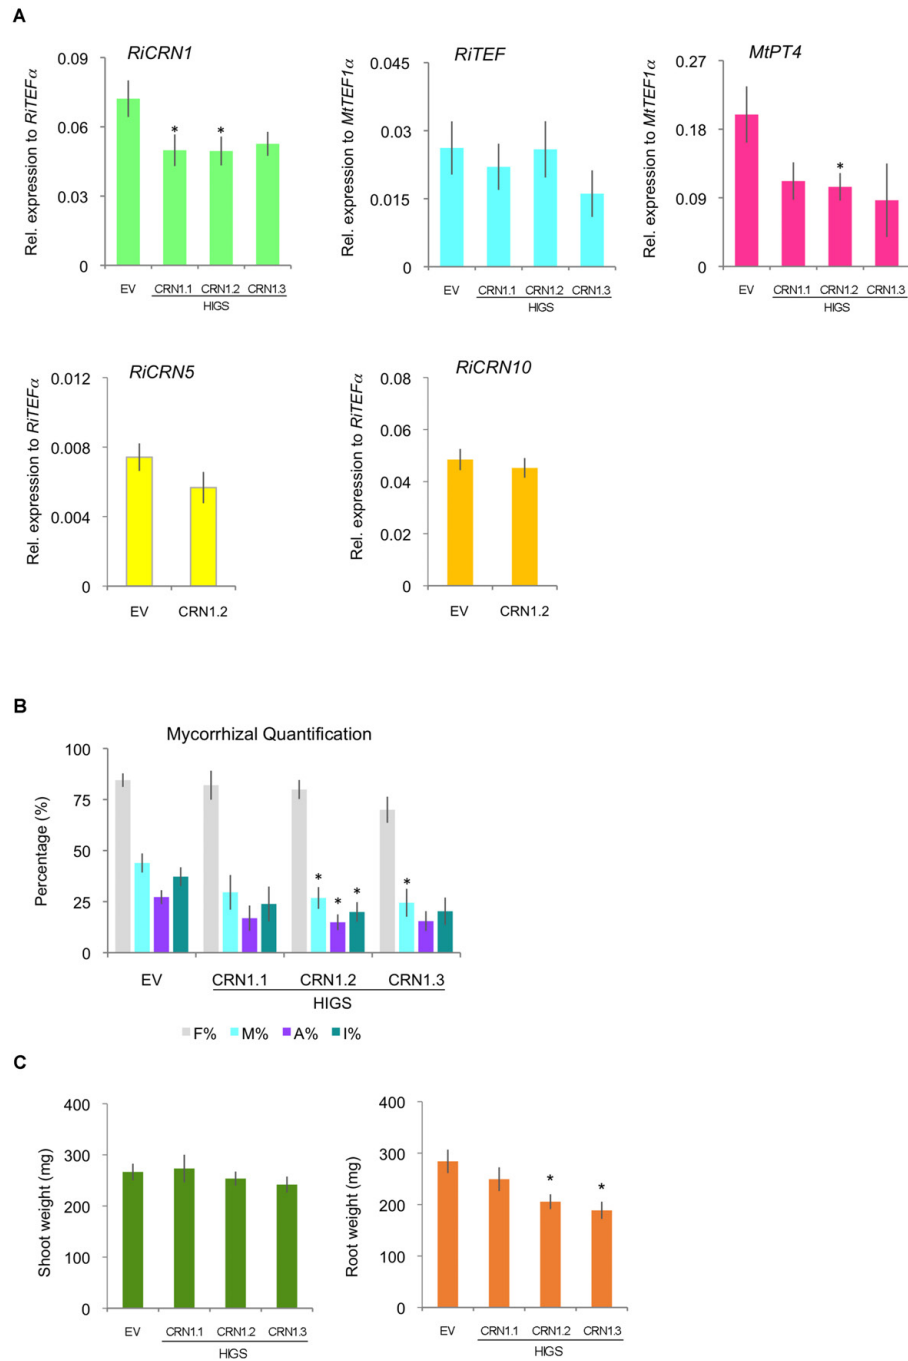 A
RiCRN1
Rel. expression to RiTEFα
0.09
0.06
0.03
0
*
*
EV
CRN1.1
CRN1.2
CRN1.3
HIGS
RiTEF
Rel. expression to MtTEF1α
0.045
0.03
0.015
0
EV
CRN1.1
CRN1.2
CRN1.3
HIGS
MtPT4
Rel. expression to MtTEF1α
0.27
0.18
0.09
0
*
EV
CRN1.1
CRN1.2
CRN1.3
HIGS
RiCRN5
Rel. expression to RiTEFα
0.012
0.008
0.004
0
EV
CRN1.2
RiCRN10
Rel. expression to RiTEFα
0.08
0.06
0.04
0.02
0
EV
CRN1.2
B
Mycorrhizal Quantification
Percentage (%)
100
75
50
25
0
*
*
*
*
EV
CRN1.1
CRN1.2
CRN1.3
HIGS
F% M% A% I%
C
Shoot weight (mg)
400
300
200
100
0
EV
CRN1.1
CRN1.2
CRN1.3
HIGS
Root weight (mg)
400
300
200
100
0
*
*
EV
CRN1.1
CRN1.2
CRN1.3
HIGS